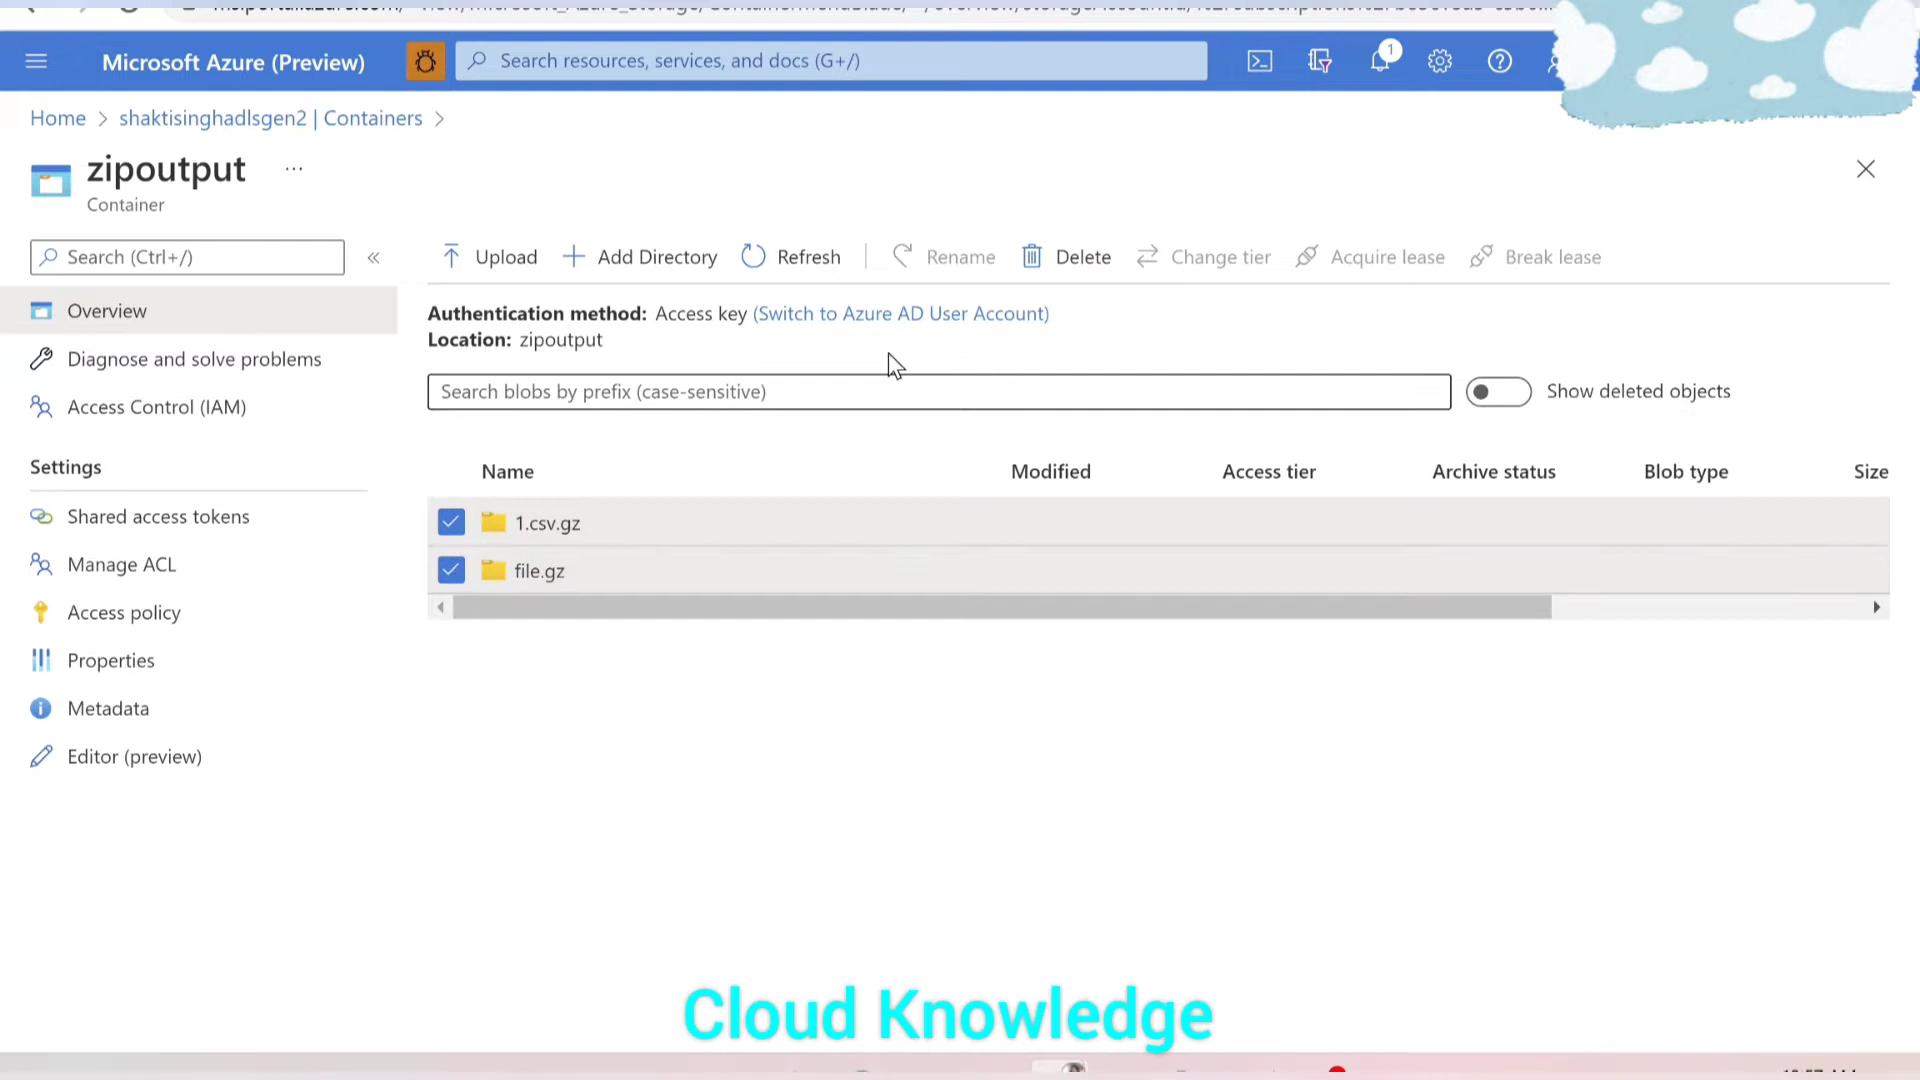 Microsoft Azure (Preview)
Search resources, services, and docs (G+/)
1
Home > shaktisinghadlsgen2 | Containers >
zipoutput ...
Container
Search (Ctrl+/) «
Upload Add Directory Refresh Rename Delete Change tier Acquire lease Break lease
Overview
Diagnose and solve problems
Access Control (IAM)
Settings
Shared access tokens
Manage ACL
Access policy
Properties
Metadata
Editor (preview)
Authentication method: Access key (Switch to Azure AD User Account)
Location: zipoutput
Search blobs by prefix (case-sensitive)
Show deleted objects
Name Modified Access tier Archive status Blob type Size
1.csv.gz
file.gz
Cloud Knowledge